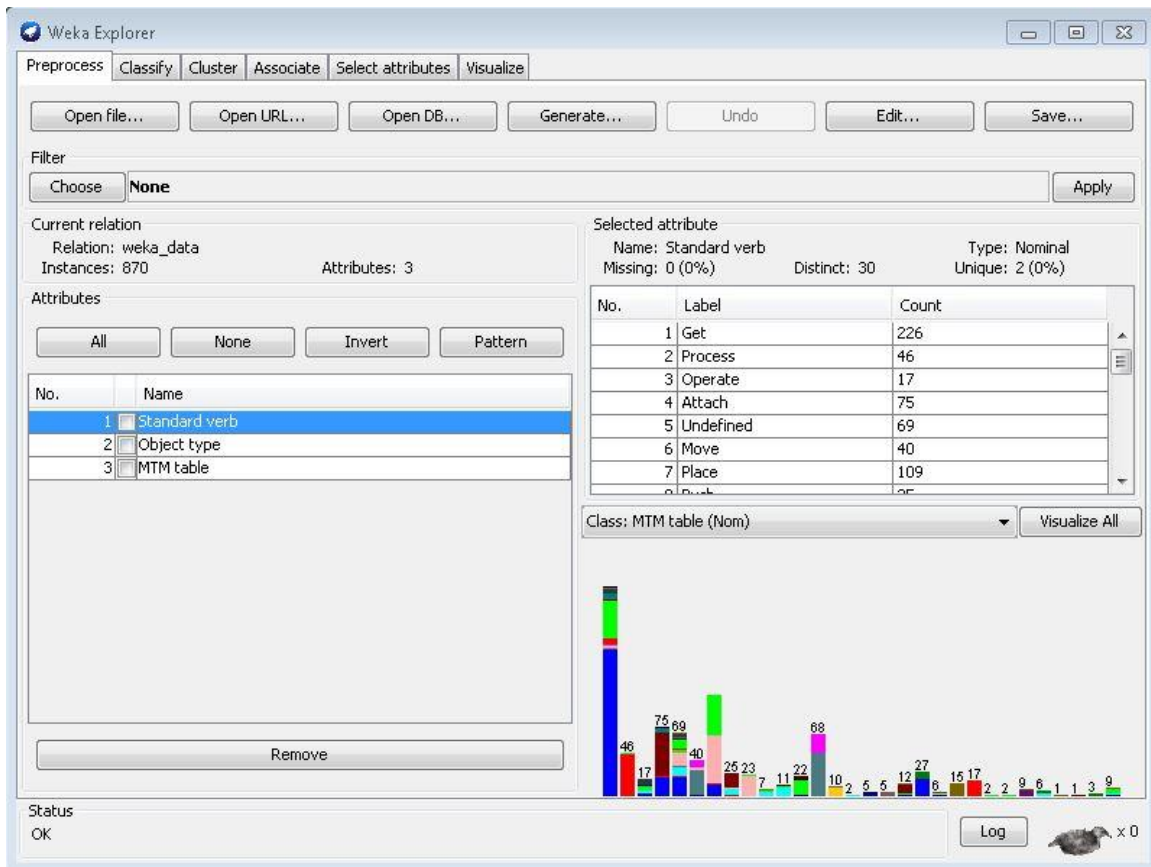 Weka Explorer
Preprocess Classify Cluster Associate Select attributes Visualize
Open file... Open URL... Open DB... Generate... Undo Edit... Save...
Filter
Choose None Apply
Current relation
Relation: weka_data
Instances: 870 Attributes: 3
Attributes
All None Invert Pattern
No. Name
1 Standard verb
2 Object type
3 MTM table
Remove
Selected attribute
Name: Standard verb Type: Nominal
Missing: 0 (0%) Distinct: 30 Unique: 2 (0%)
No. Label Count
1 Get 226
2 Process 46
3 Operate 17
4 Attach 75
5 Undefined 69
6 Move 40
7 Place 109
Class: MTM table (Nom) Visualize All
46 17 75 69 40 25 23 7 11 22 68 10 2 5 5 12 27 6 15 17 2 2 9 6 1 1 3 9
Status
OK
Log x 0